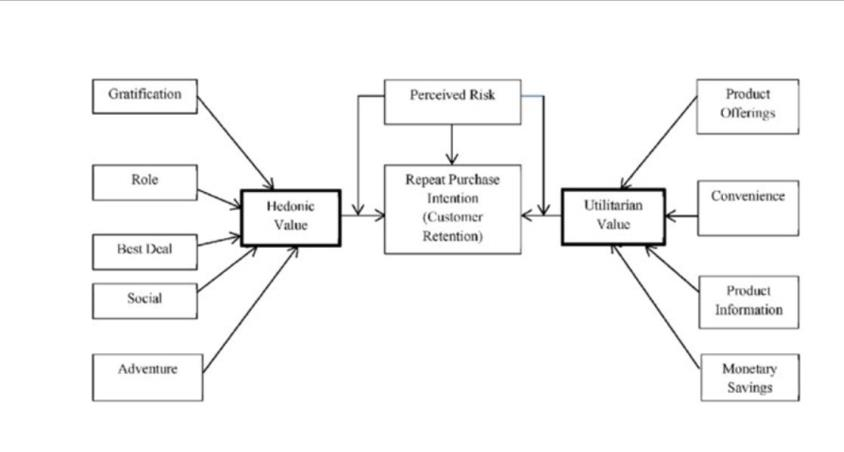 Gratification
Role
Best Deal
Social
Adventure
Hedonic
Value
Perceived Risk
Repeat Purchase
Intention
(Customer
Retention)
Utilitarian
Value
Product
Offerings
Convenience
Product
Information
Monetary
Savings